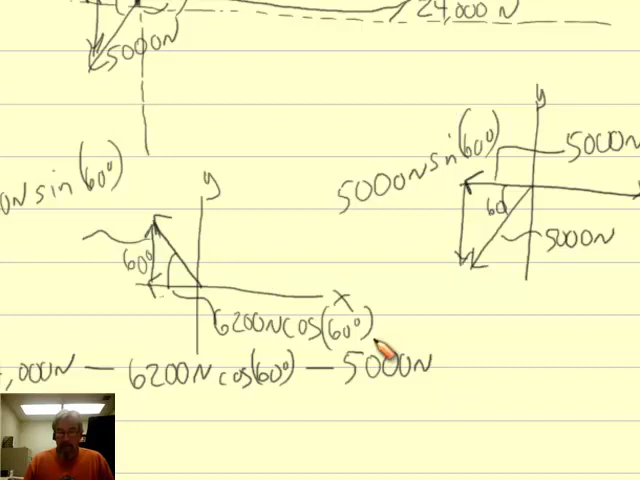 24,000 N
5000N
y
5000N sin(60°)
5000N
60
5000N
N sin(60°)
y
60°
x
6200N cos(60°)
,000N — 6200N cos(60°) — 5000N